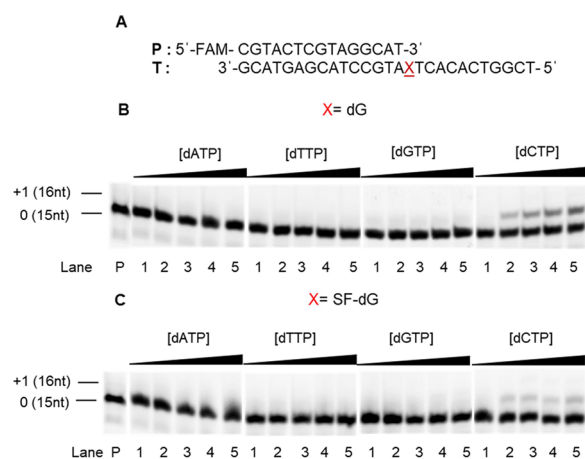 A
P : 5'-FAM- CGTACTCGTAGGCAT-3'
T : 3'-GCATGAGCATCCGTAXTCACACTGGCT- 5'
B X= dG
[dATP] [dTTP] [dGTP] [dCTP]
+1 (16nt)
0 (15nt)
Lane P 1 2 3 4 5 1 2 3 4 5 1 2 3 4 5 1 2 3 4 5
C X= SF-dG
[dATP] [dTTP] [dGTP] [dCTP]
+1 (16nt)
0 (15nt)
Lane P 1 2 3 4 5 1 2 3 4 5 1 2 3 4 5 1 2 3 4 5